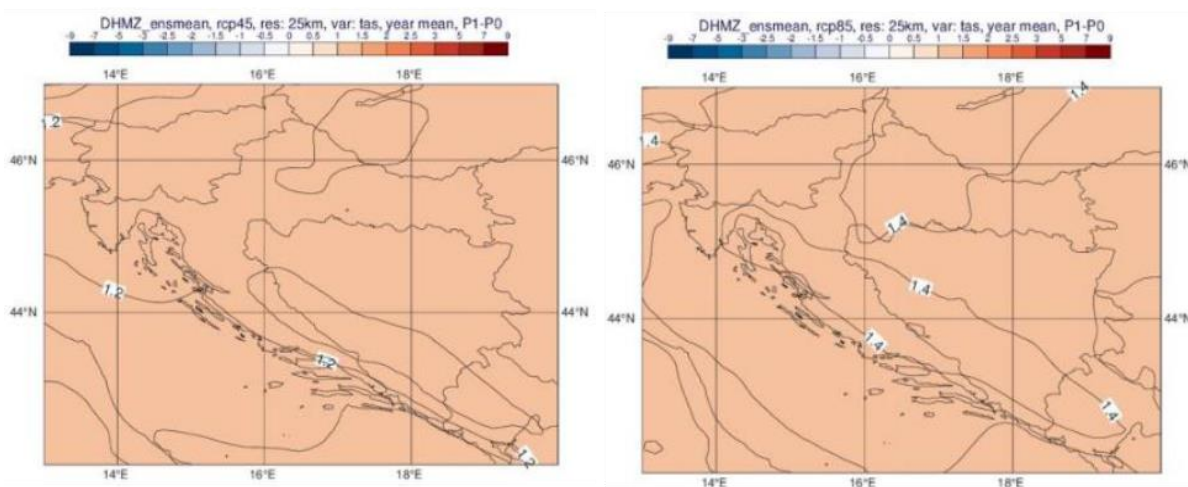 DHMZ_ensmean, rcp45, res: 25km, var: tas, year mean, P1-P0
-9 -7 -5 -3 -2.5 -2 -1.5 -1 -0.5 0 0.5 1 1.5 2 2.5 3 5 7 9
14°E 16°E 18°E
1.2
46°N 46°N
1.2
44°N 44°N
1.2
1.2
14°E 16°E 18°E
DHMZ_ensmean, rcp85, res: 25km, var: tas, year mean, P1-P0
-9 -7 -5 -3 -2.5 -2 -1.5 -1 -0.5 0 0.5 1 1.5 2 2.5 3 5 7 9
14°E 16°E 18°E
1.4
1.4
46°N 46°N
1.4
1.4
44°N 44°N
1.4
1.4
14°E 16°E 18°E